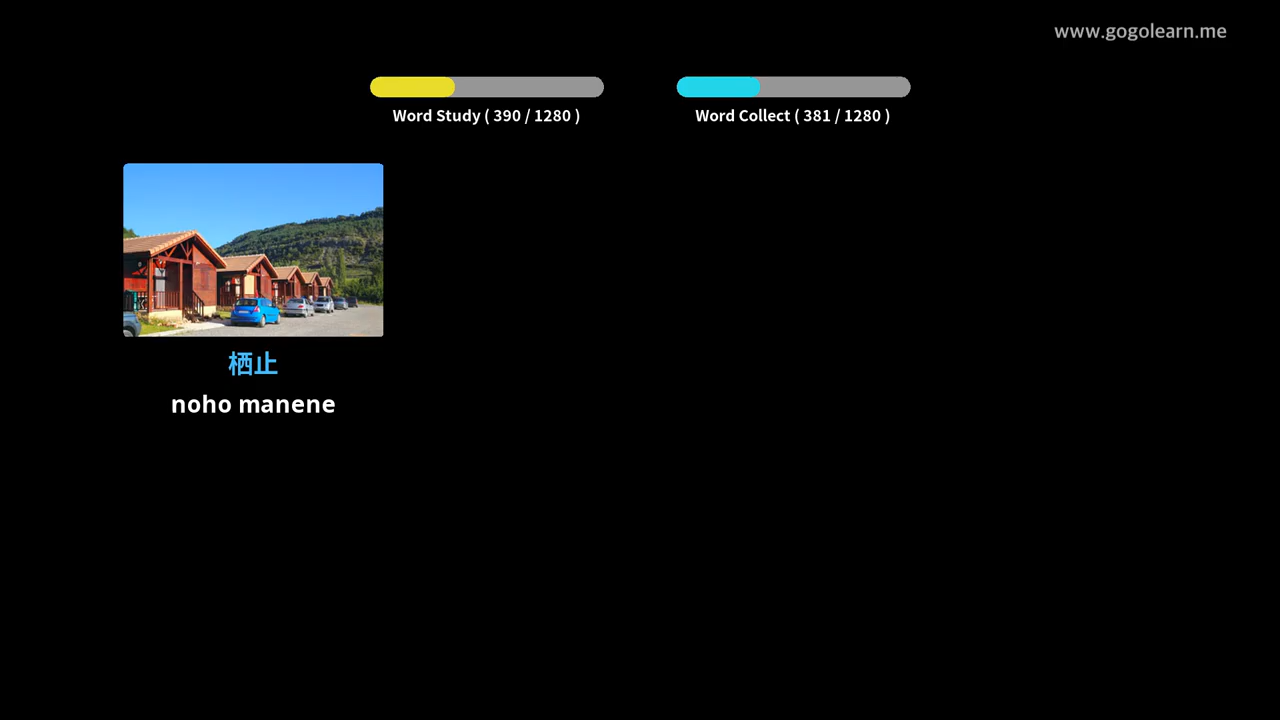 www.gogolearn.me
Word Study ( 390 / 1280 )
Word Collect ( 381 / 1280 )
栖止
noho manene